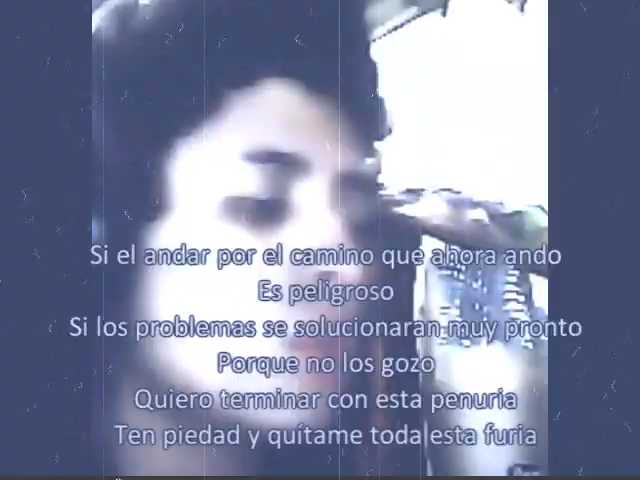 Si el andar por el camino que ahora ando
Es peligroso
Si los problemas se solucionaran muy pronto
Porque no los gozo
Quiero terminar con esta penuria
Ten piedad y quítame toda esta furia